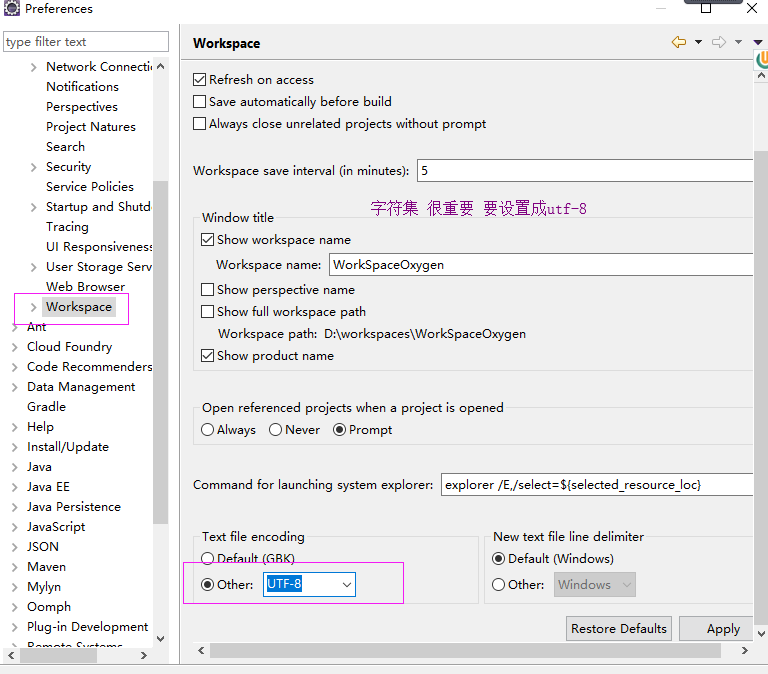 Preferences
type filter text
Network Connecti
Notifications
Perspectives
Project Natures
Search
Security
Service Policies
Startup and Shutd
Tracing
UI Responsiveness
User Storage Serv
Web Browser
Workspace
Ant
Cloud Foundry
Code Recommenders
Data Management
Gradle
Help
Install/Update
Java
Java EE
Java Persistence
JavaScript
JSON
Maven
Mylyn
Oomph
Plug-in Development
Remote Systems
Workspace
Refresh on access
Save automatically before build
Always close unrelated projects without prompt
Workspace save interval (in minutes): 5
字符集 很重要 要设置成utf-8
Window title
Show workspace name
Workspace name: WorkSpaceOxygen
Show perspective name
Show full workspace path
Workspace path: D:\workspaces\WorkSpaceOxygen
Show product name
Open referenced projects when a project is opened
Always Never Prompt
Command for launching system explorer: explorer /E,/select=${selected_resource_loc}
Text file encoding
Default (GBK)
Other: UTF-8
New text file line delimiter
Default (Windows)
Other: Windows
Restore Defaults Apply